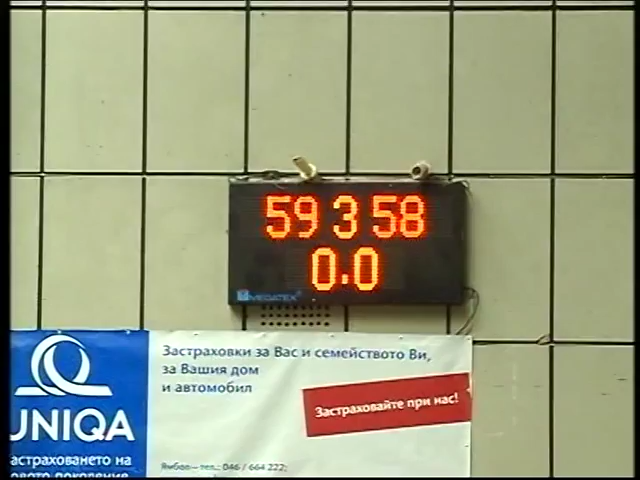 59 3 58
0.0
MEGATEX
UNIQA
астраховането на
Застраховки за Вас и семейството Ви,
за Вашия дом
и автомобил
Застраховайте при нас!
Ямбол – тел.: 046 / 664 222;